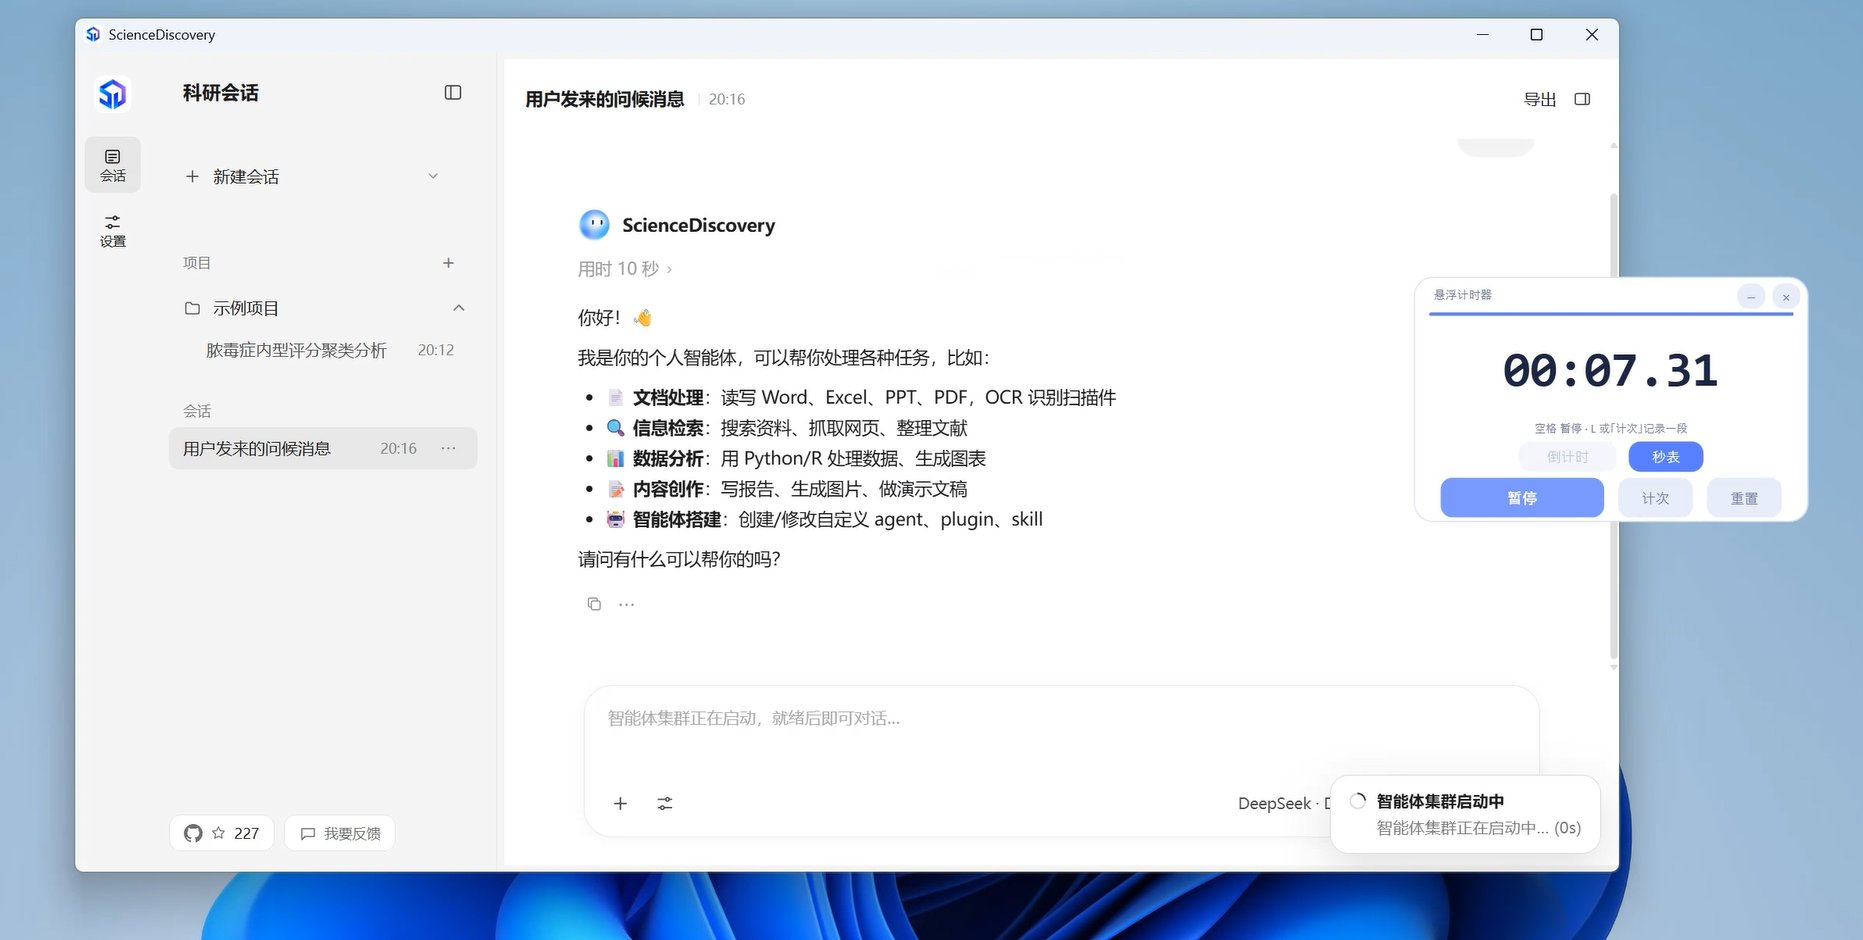 ScienceDiscovery
科研会话
会话
设置
新建会话
项目
示例项目
脓毒症内型评分聚类分析 20:12
会话
用户发来的问候消息 20:16
227
我要反馈
用户发来的问候消息 20:16
导出
ScienceDiscovery
用时 10 秒
你好！👋
我是你的个人智能体，可以帮你处理各种任务，比如：
• 📄 文档处理：读写 Word、Excel、PPT、PDF，OCR 识别扫描件
• 🔍 信息检索：搜索资料、抓取网页、整理文献
• 📊 数据分析：用 Python/R 处理数据、生成图表
• 📝 内容创作：写报告、生成图片、做演示文稿
• 🤖 智能体搭建：创建/修改自定义 agent、plugin、skill
请问有什么可以帮你的吗？
智能体集群正在启动，就绪后即可对话...
DeepSeek ·
智能体集群启动中
智能体集群正在启动中... (0s)
悬浮计时器
00:07.31
空格 暂停 · L 或「计次」记录一段
倒计时 秒表
暂停 计次 重置